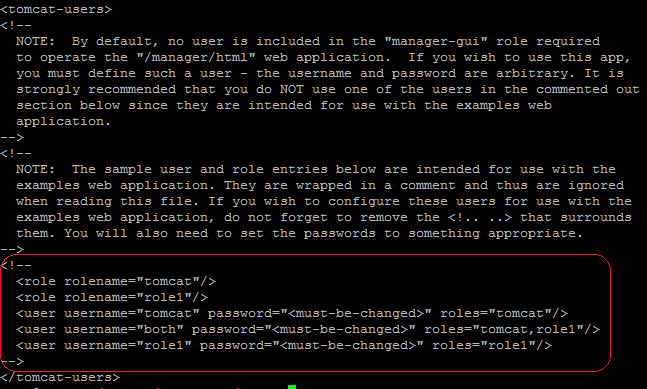 <tomcat-users>
<!--
NOTE:  By default, no user is included in the "manager-gui" role required
to operate the "/manager/html" web application.  If you wish to use this app,
you must define such a user - the username and password are arbitrary. It is
strongly recommended that you do NOT use one of the users in the commented out
section below since they are intended for use with the examples web
application.
-->
<!--
NOTE:  The sample user and role entries below are intended for use with the
examples web application. They are wrapped in a comment and thus are ignored
when reading this file. If you wish to configure these users for use with the
examples web application, do not forget to remove the <!.. ..> that surrounds
them. You will also need to set the passwords to something appropriate.
-->
<!--
<role rolename="tomcat"/>
<role rolename="role1"/>
<user username="tomcat" password="<must-be-changed>" roles="tomcat"/>
<user username="both" password="<must-be-changed>" roles="tomcat,role1"/>
<user username="role1" password="<must-be-changed>" roles="role1"/>
-->
</tomcat-users>